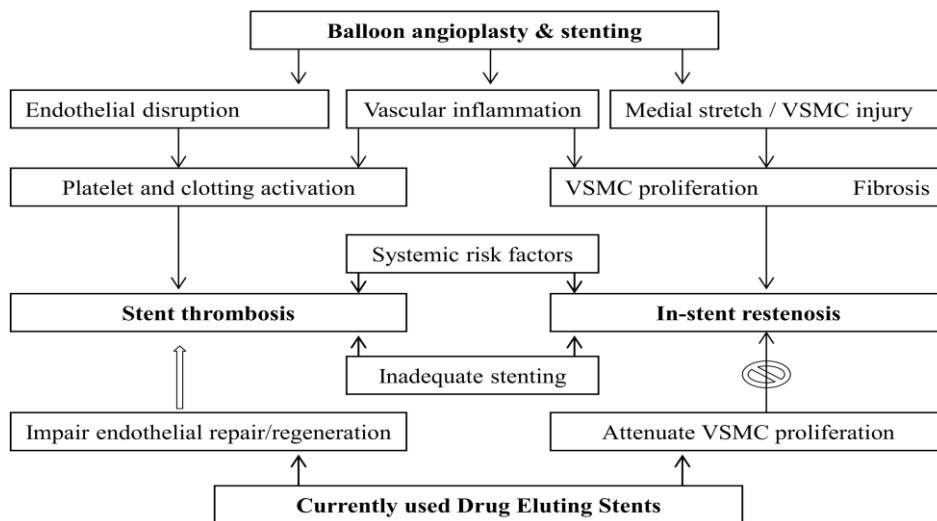 Balloon angioplasty & stenting
Endothelial disruption
Vascular inflammation
Medial stretch / VSMC injury
Platelet and clotting activation
VSMC proliferation Fibrosis
Systemic risk factors
Stent thrombosis
In-stent restenosis
Inadequate stenting
Impair endothelial repair/regeneration
Attenuate VSMC proliferation
Currently used Drug Eluting Stents